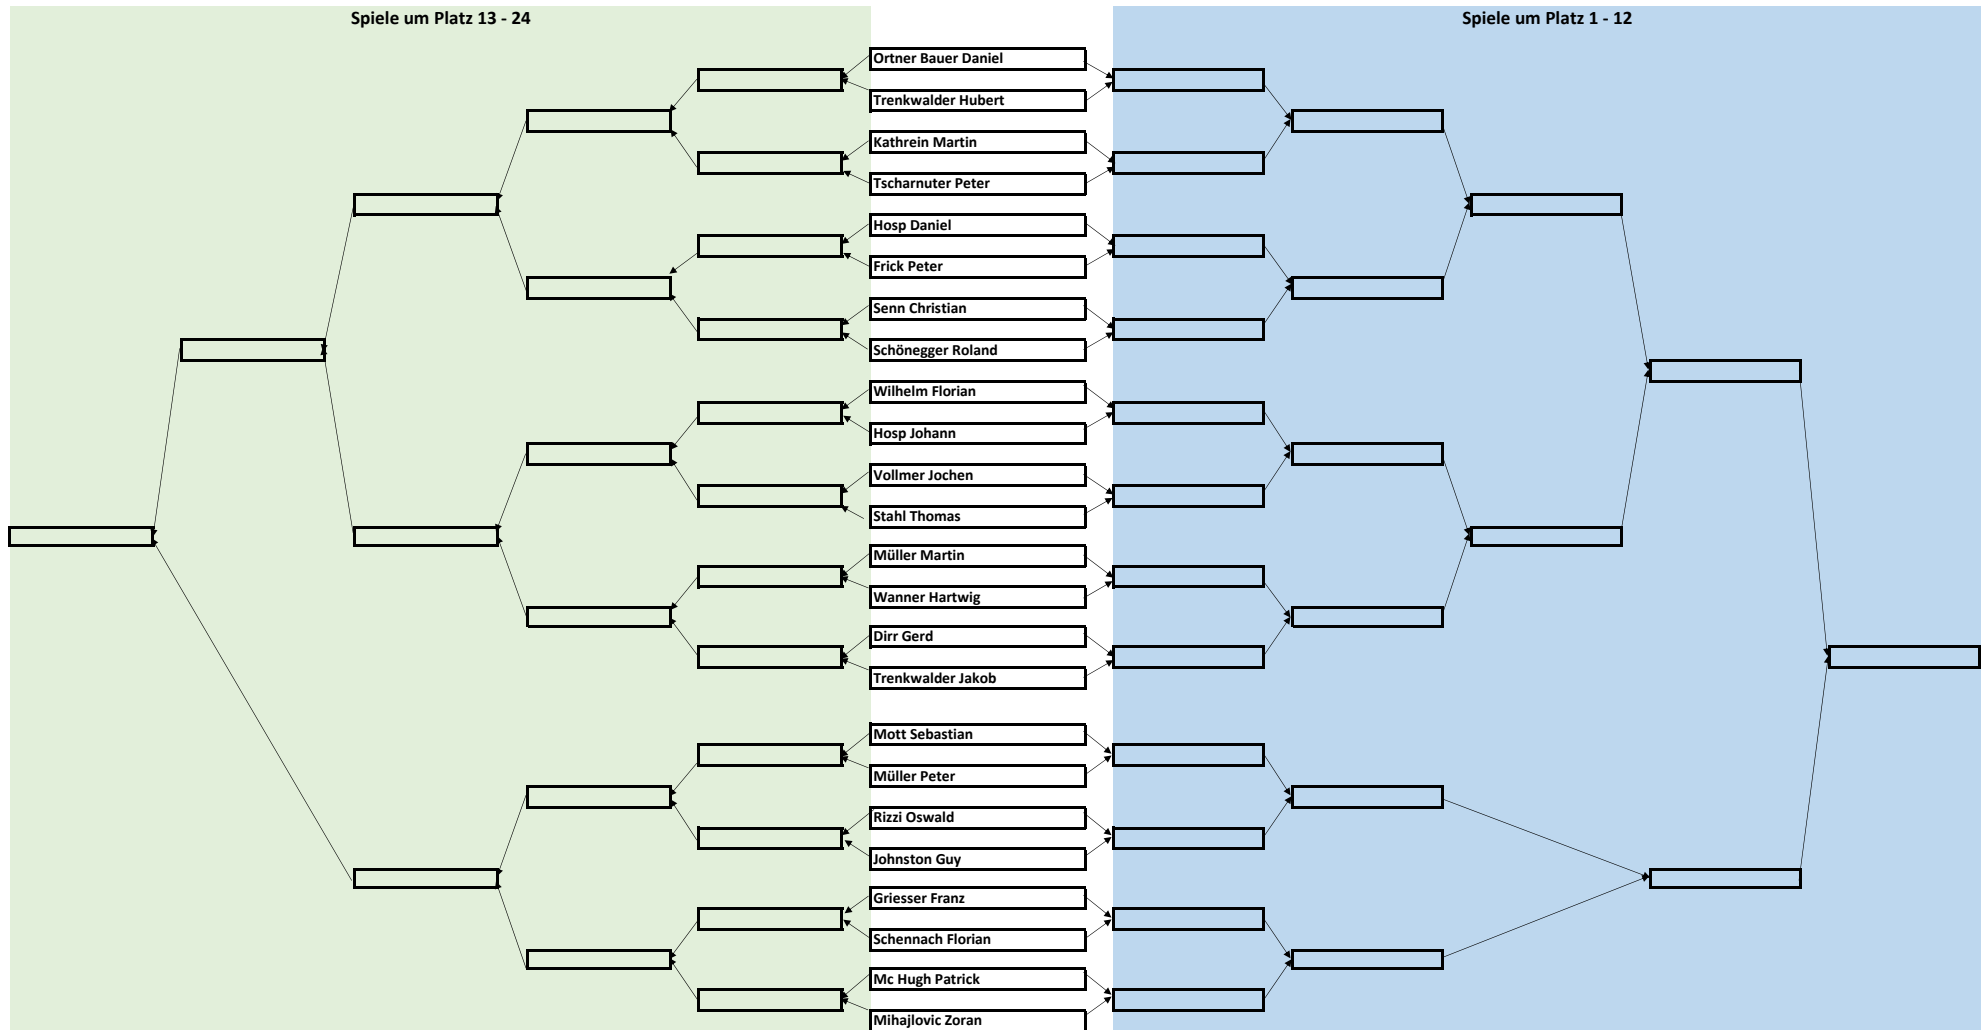 Spiele um Platz 13 - 24
Spiele um Platz 1 - 12
Ortner Bauer Daniel
Trenkwalder Hubert
Kathrein Martin
Tscharnuter Peter
Hosp Daniel
Frick Peter
Senn Christian
Schönegger Roland
Wilhelm Florian
Hosp Johann
Vollmer Jochen
Stahl Thomas
Müller Martin
Wanner Hartwig
Dirr Gerd
Trenkwalder Jakob
Mott Sebastian
Müller Peter
Rizzi Oswald
Johnston Guy
Griesser Franz
Schennach Florian
Mc Hugh Patrick
Mihajlovic Zoran